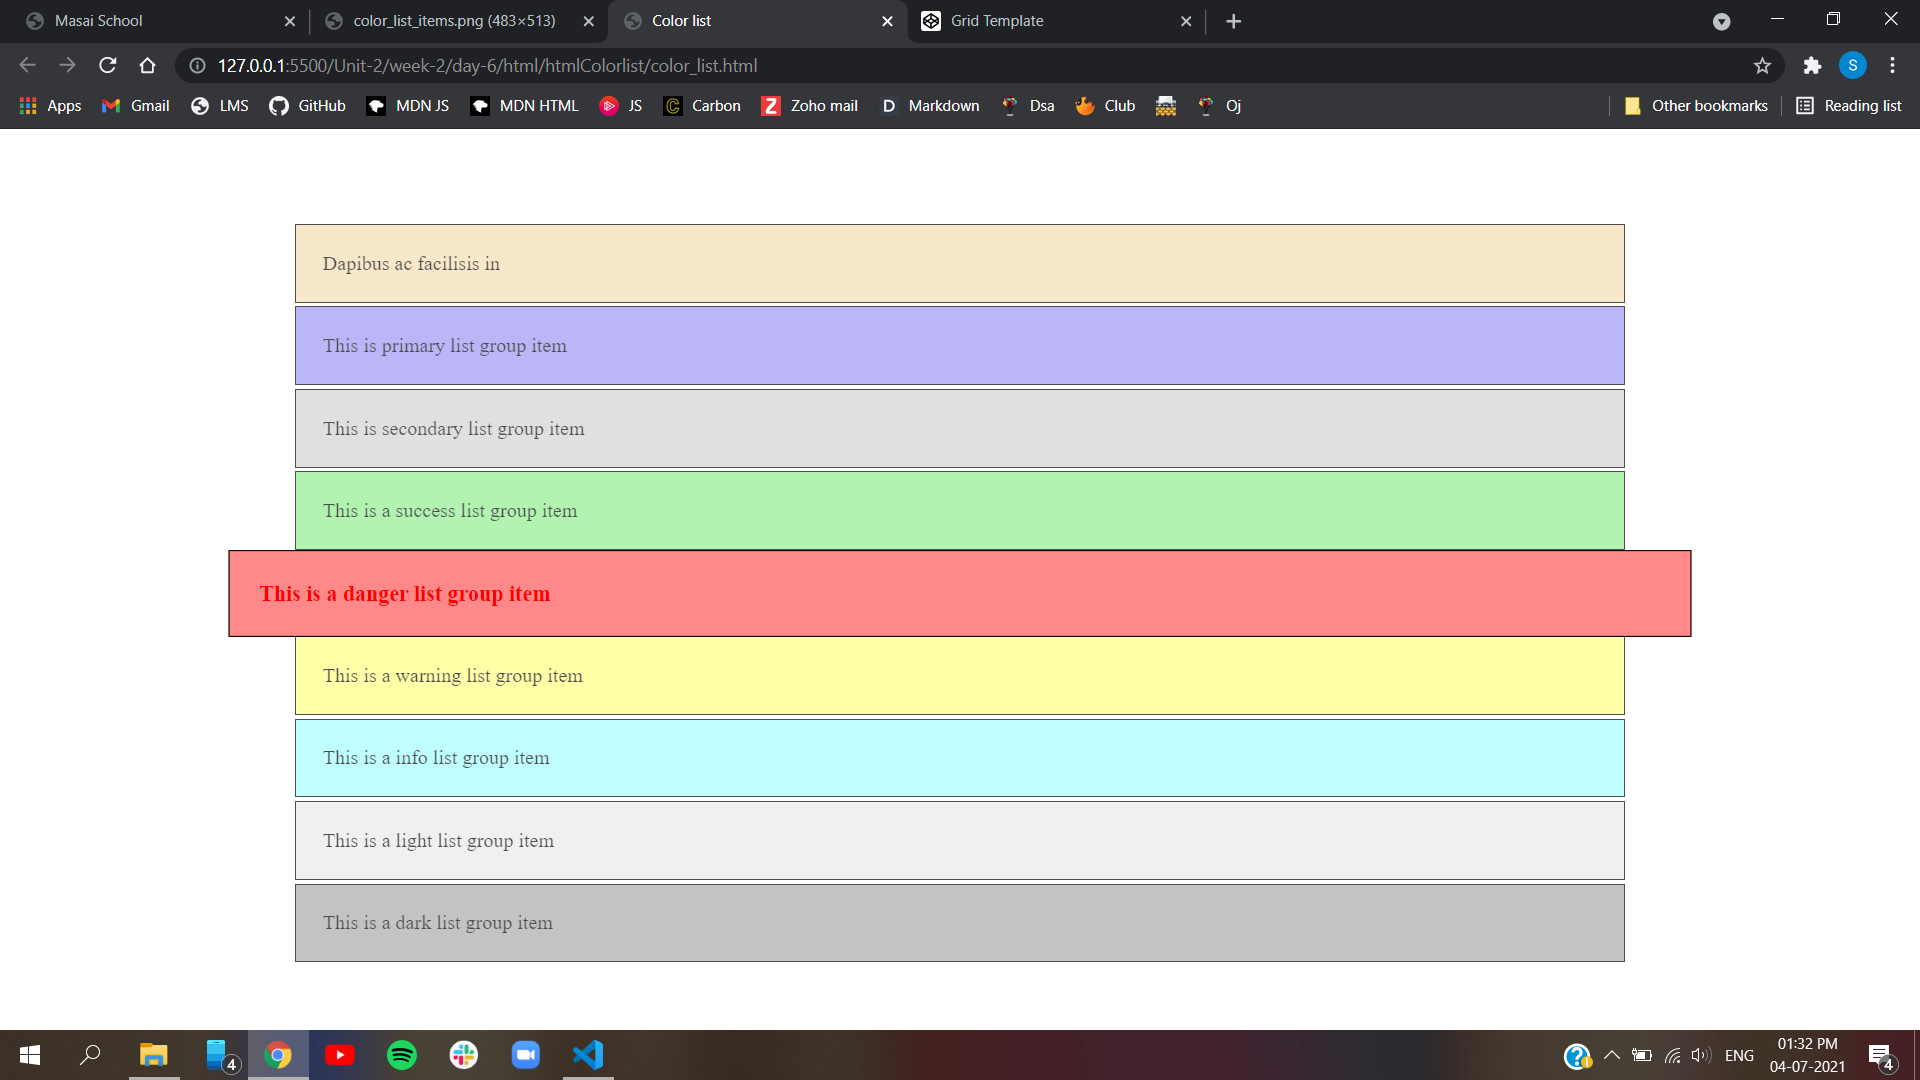 Masai School
color_list_items.png (483×513)
Color list
Grid Template
127.0.0.1:5500/Unit-2/week-2/day-6/html/htmlColorlist/color_list.html
S
Apps
Gmail
LMS
GitHub
MDN JS
MDN HTML
JS
Carbon
Zoho mail
D Markdown
Dsa
Club
Oj
Other bookmarks
Reading list
Dapibus ac facilisis in
This is primary list group item
This is secondary list group item
This is a success list group item
This is a danger list group item
This is a warning list group item
This is a info list group item
This is a light list group item
This is a dark list group item
4
ENG
01:32 PM
04-07-2021
4